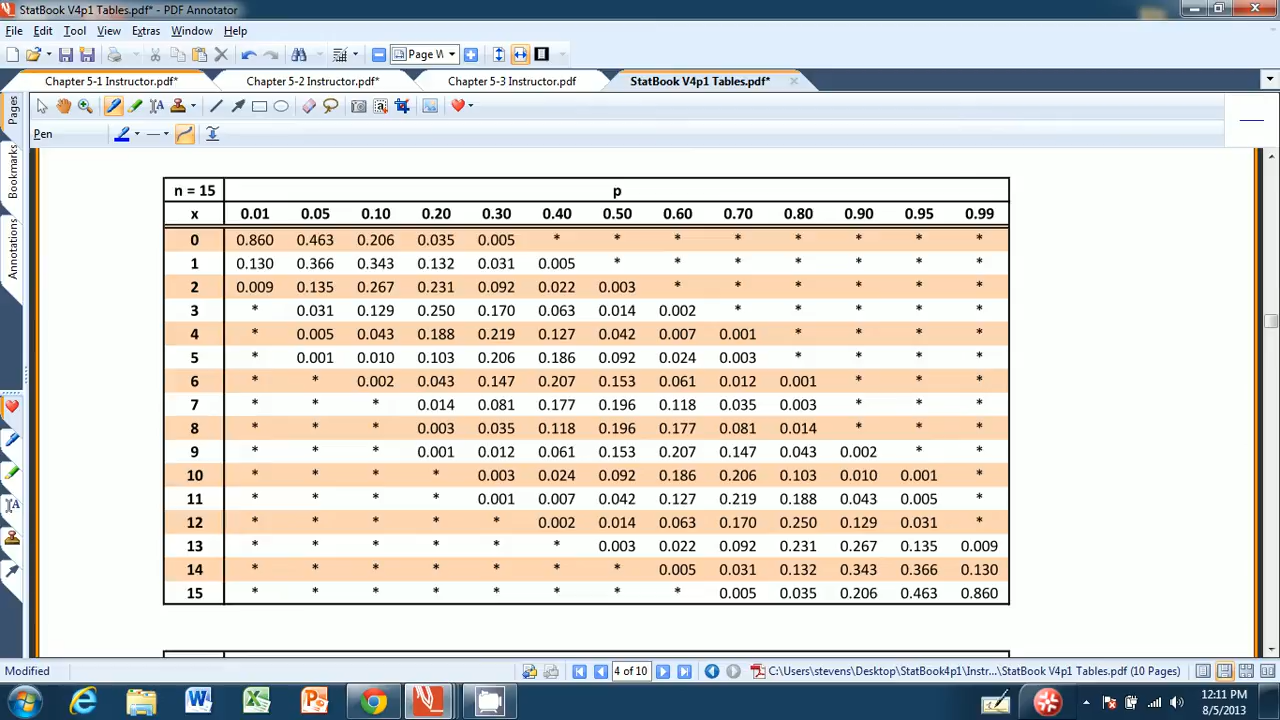 StatBook V4p1 Tables.pdf* - PDF Annotator
File Edit Tool View Extras Window Help
Page W
Chapter 5-1 Instructor.pdf* Chapter 5-2 Instructor.pdf* Chapter 5-3 Instructor.pdf StatBook V4p1 Tables.pdf*
Pen
Pages
Bookmarks
Annotations
n = 15 p
x 0.01 0.05 0.10 0.20 0.30 0.40 0.50 0.60 0.70 0.80 0.90 0.95 0.99
0 0.860 0.463 0.206 0.035 0.005 * * * * * * * *
1 0.130 0.366 0.343 0.132 0.031 0.005 * * * * * * *
2 0.009 0.135 0.267 0.231 0.092 0.022 0.003 * * * * * *
3 * 0.031 0.129 0.250 0.170 0.063 0.014 0.002 * * * * *
4 * 0.005 0.043 0.188 0.219 0.127 0.042 0.007 0.001 * * * *
5 * 0.001 0.010 0.103 0.206 0.186 0.092 0.024 0.003 * * * *
6 * * 0.002 0.043 0.147 0.207 0.153 0.061 0.012 0.001 * * *
7 * * * 0.014 0.081 0.177 0.196 0.118 0.035 0.003 * * *
8 * * * 0.003 0.035 0.118 0.196 0.177 0.081 0.014 * * *
9 * * * 0.001 0.012 0.061 0.153 0.207 0.147 0.043 0.002 * *
10 * * * * 0.003 0.024 0.092 0.186 0.206 0.103 0.010 0.001 *
11 * * * * 0.001 0.007 0.042 0.127 0.219 0.188 0.043 0.005 *
12 * * * * * 0.002 0.014 0.063 0.170 0.250 0.129 0.031 *
13 * * * * * * 0.003 0.022 0.092 0.231 0.267 0.135 0.009
14 * * * * * * * 0.005 0.031 0.132 0.343 0.366 0.130
15 * * * * * * * * 0.005 0.035 0.206 0.463 0.860
Modified 4 of 10 C:\Users\stevens\Desktop\StatBook4p1\Instr...\StatBook V4p1 Tables.pdf (10 Pages)
12:11 PM
8/5/2013